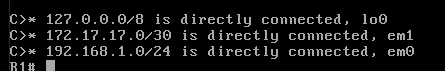 C>* 127.0.0.0/8 is directly connected, lo0
C>* 172.17.17.0/30 is directly connected, em1
C>* 192.168.1.0/24 is directly connected, em0
R1#